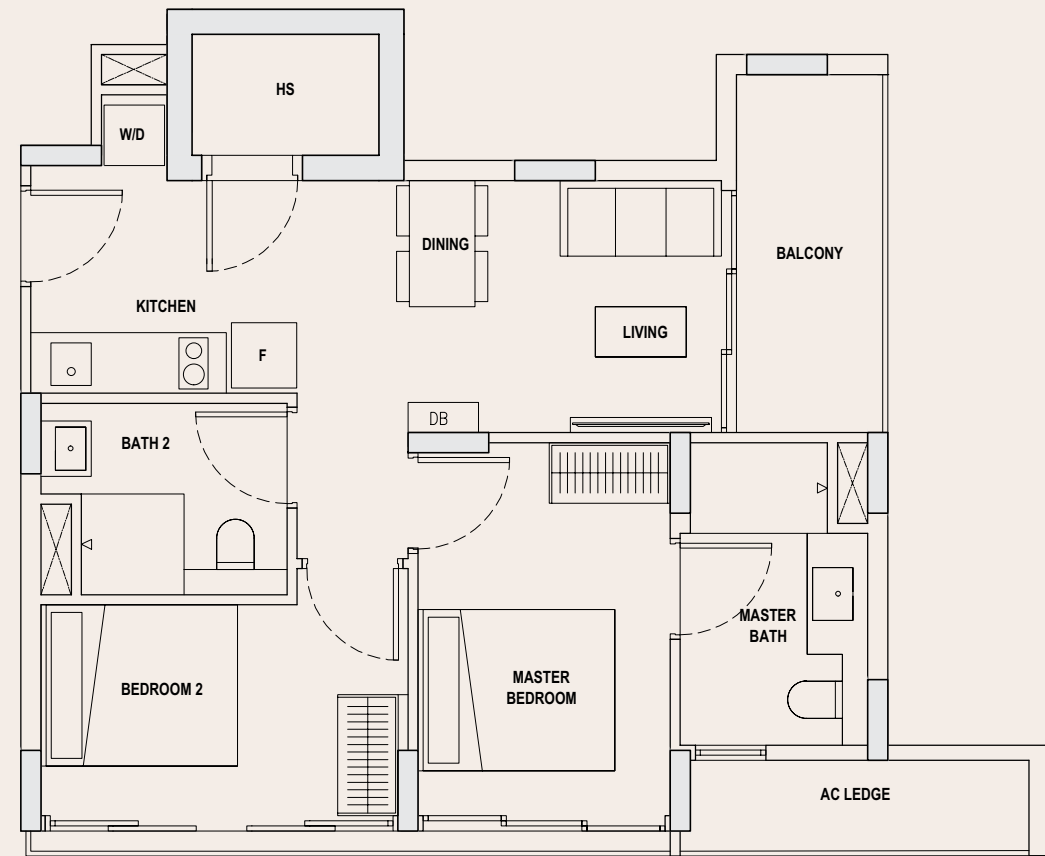 HS
W/D
DINING
BALCONY
KITCHEN
LIVING
F
DB
BATH 2
MASTER
BATH
BEDROOM 2
MASTER
BEDROOM
AC LEDGE